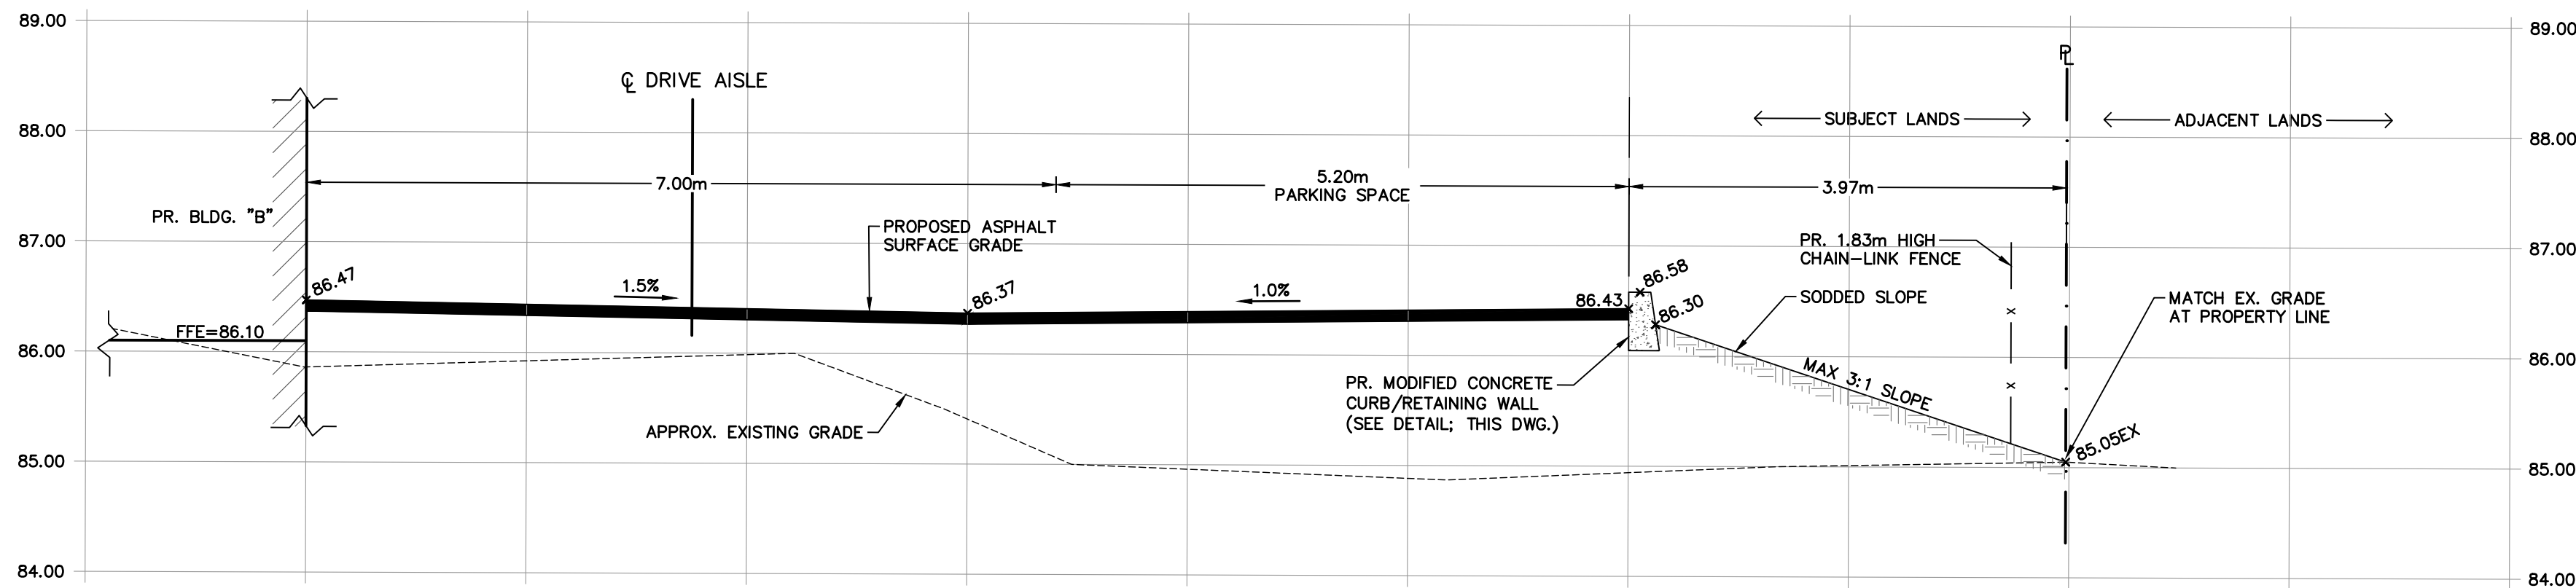 89.00
89.00
℄ DRIVE AISLE
PL
88.00
88.00
SUBJECT LANDS
ADJACENT LANDS
7.00m
5.20m
PARKING SPACE
3.97m
PR. BLDG. "B"
PROPOSED ASPHALT
SURFACE GRADE
87.00
87.00
PR. 1.83m HIGH
CHAIN-LINK FENCE
86.47
1.5%
86.37
1.0%
86.43
86.58
86.30
SODDED SLOPE
MATCH EX. GRADE
AT PROPERTY LINE
FFE=86.10
86.00
86.00
x
x
MAX 3:1 SLOPE
PR. MODIFIED CONCRETE
CURB/RETAINING WALL
(SEE DETAIL; THIS DWG.)
APPROX. EXISTING GRADE
85.05EX
85.00
85.00
84.00
84.00